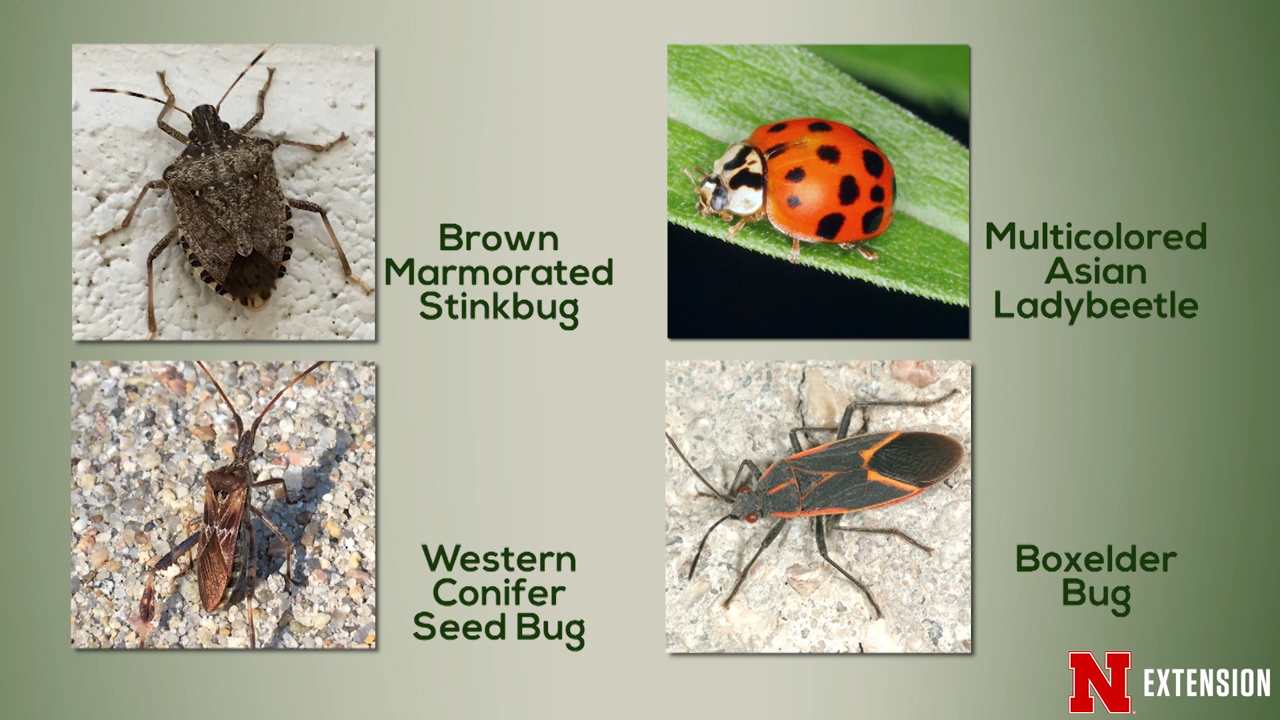 Brown
Marmorated
Stinkbug
Multicolored
Asian
Ladybeetle
Western
Conifer
Seed Bug
Boxelder
Bug
N EXTENSION